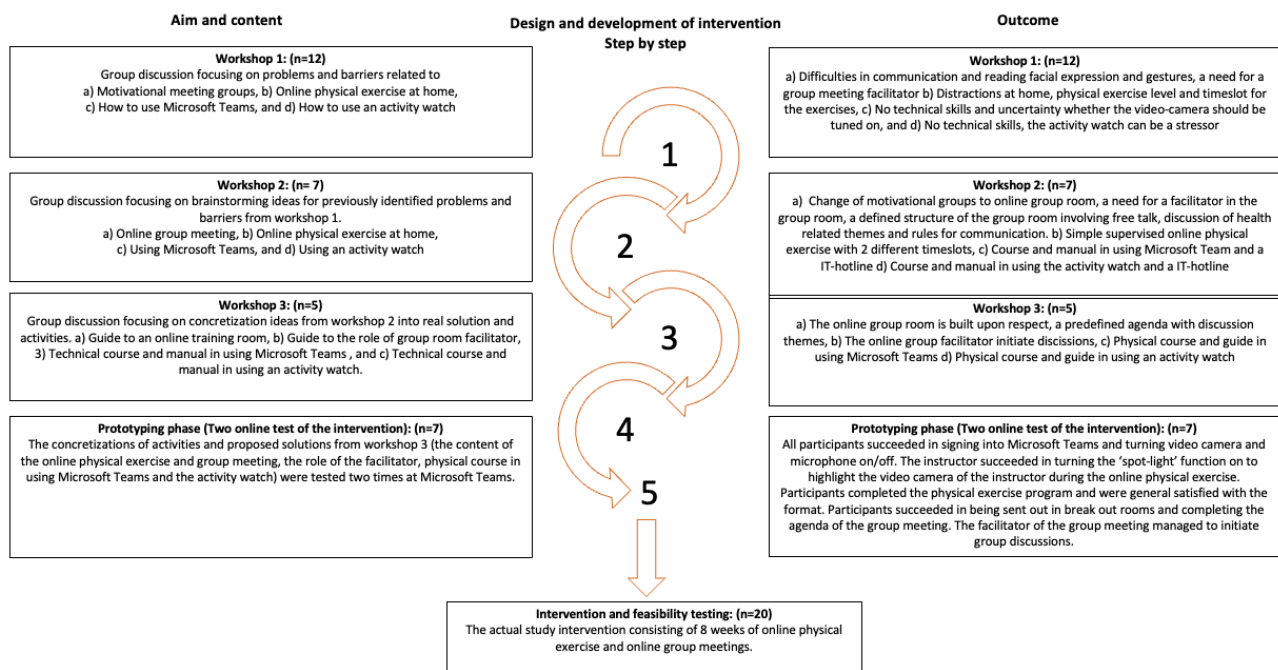 Aim and content
Design and development of intervention
Step by step
Outcome
Workshop 1: (n=12)
Group discussion focusing on problems and barriers related to
a) Motivational meeting groups, b) Online physical exercise at home,
c) How to use Microsoft Teams, and d) How to use an activity watch
Workshop 1: (n=12)
a) Difficulties in communication and reading facial expression and gestures, a need for a
group meeting facilitator b) Distractions at home, physical exercise level and timeslot for
the exercises, c) No technical skills and uncertainty whether the video-camera should be
tuned on, and d) No technical skills, the activity watch can be a stressor
1
Workshop 2: (n= 7)
Group discussion focusing on brainstorming ideas for previously identified problems and
barriers from workshop 1.
a) Online group meeting, b) Online physical exercise at home,
c) Using Microsoft Teams, and d) Using an activity watch
Workshop 2: (n=7)
a) Change of motivational groups to online group room, a need for a facilitator in the
group room, a defined structure of the group room involving free talk, discussion of health
related themes and rules for communication. b) Simple supervised online physical
exercise with 2 different timeslots, c) Course and manual in using Microsoft Team and a
IT-hotline d) Course and manual in using the activity watch and a IT-hotline
2
Workshop 3: (n=5)
Group discussion focusing on concretization ideas from workshop 2 into real solution and
activities. a) Guide to an online training room, b) Guide to the role of group room facilitator,
3) Technical course and manual in using Microsoft Teams , and c) Technical course and
manual in using an activity watch.
Workshop 3: (n=5)
a) The online group room is built upon respect, a predefined agenda with discussion
themes, b) The online group facilitator initiate discissions, c) Physical course and guide in
using Microsoft Teams d) Physical course and guide in using an activity watch
3
Prototyping phase (Two online test of the intervention): (n=7)
The concretizations of activities and proposed solutions from workshop 3 (the content of
the online physical exercise and group meeting, the role of the facilitator, physical course in
using Microsoft Teams and the activity watch) were tested two times at Microsoft Teams.
Prototyping phase (Two online test of the intervention): (n=7)
All participants succeeded in signing into Microsoft Teams and turning video camera and
microphone on/off. The instructor succeeded in turning the ‘spot-light’ function on to
highlight the video camera of the instructor during the online physical exercise.
Participants completed the physical exercise program and were general satisfied with the
format. Participants succeeded in being sent out in break out rooms and completing the
agenda of the group meeting. The facilitator of the group meeting managed to initiate
group discussions.
4
5
Intervention and feasibility testing: (n=20)
The actual study intervention consisting of 8 weeks of online physical
exercise and online group meetings.